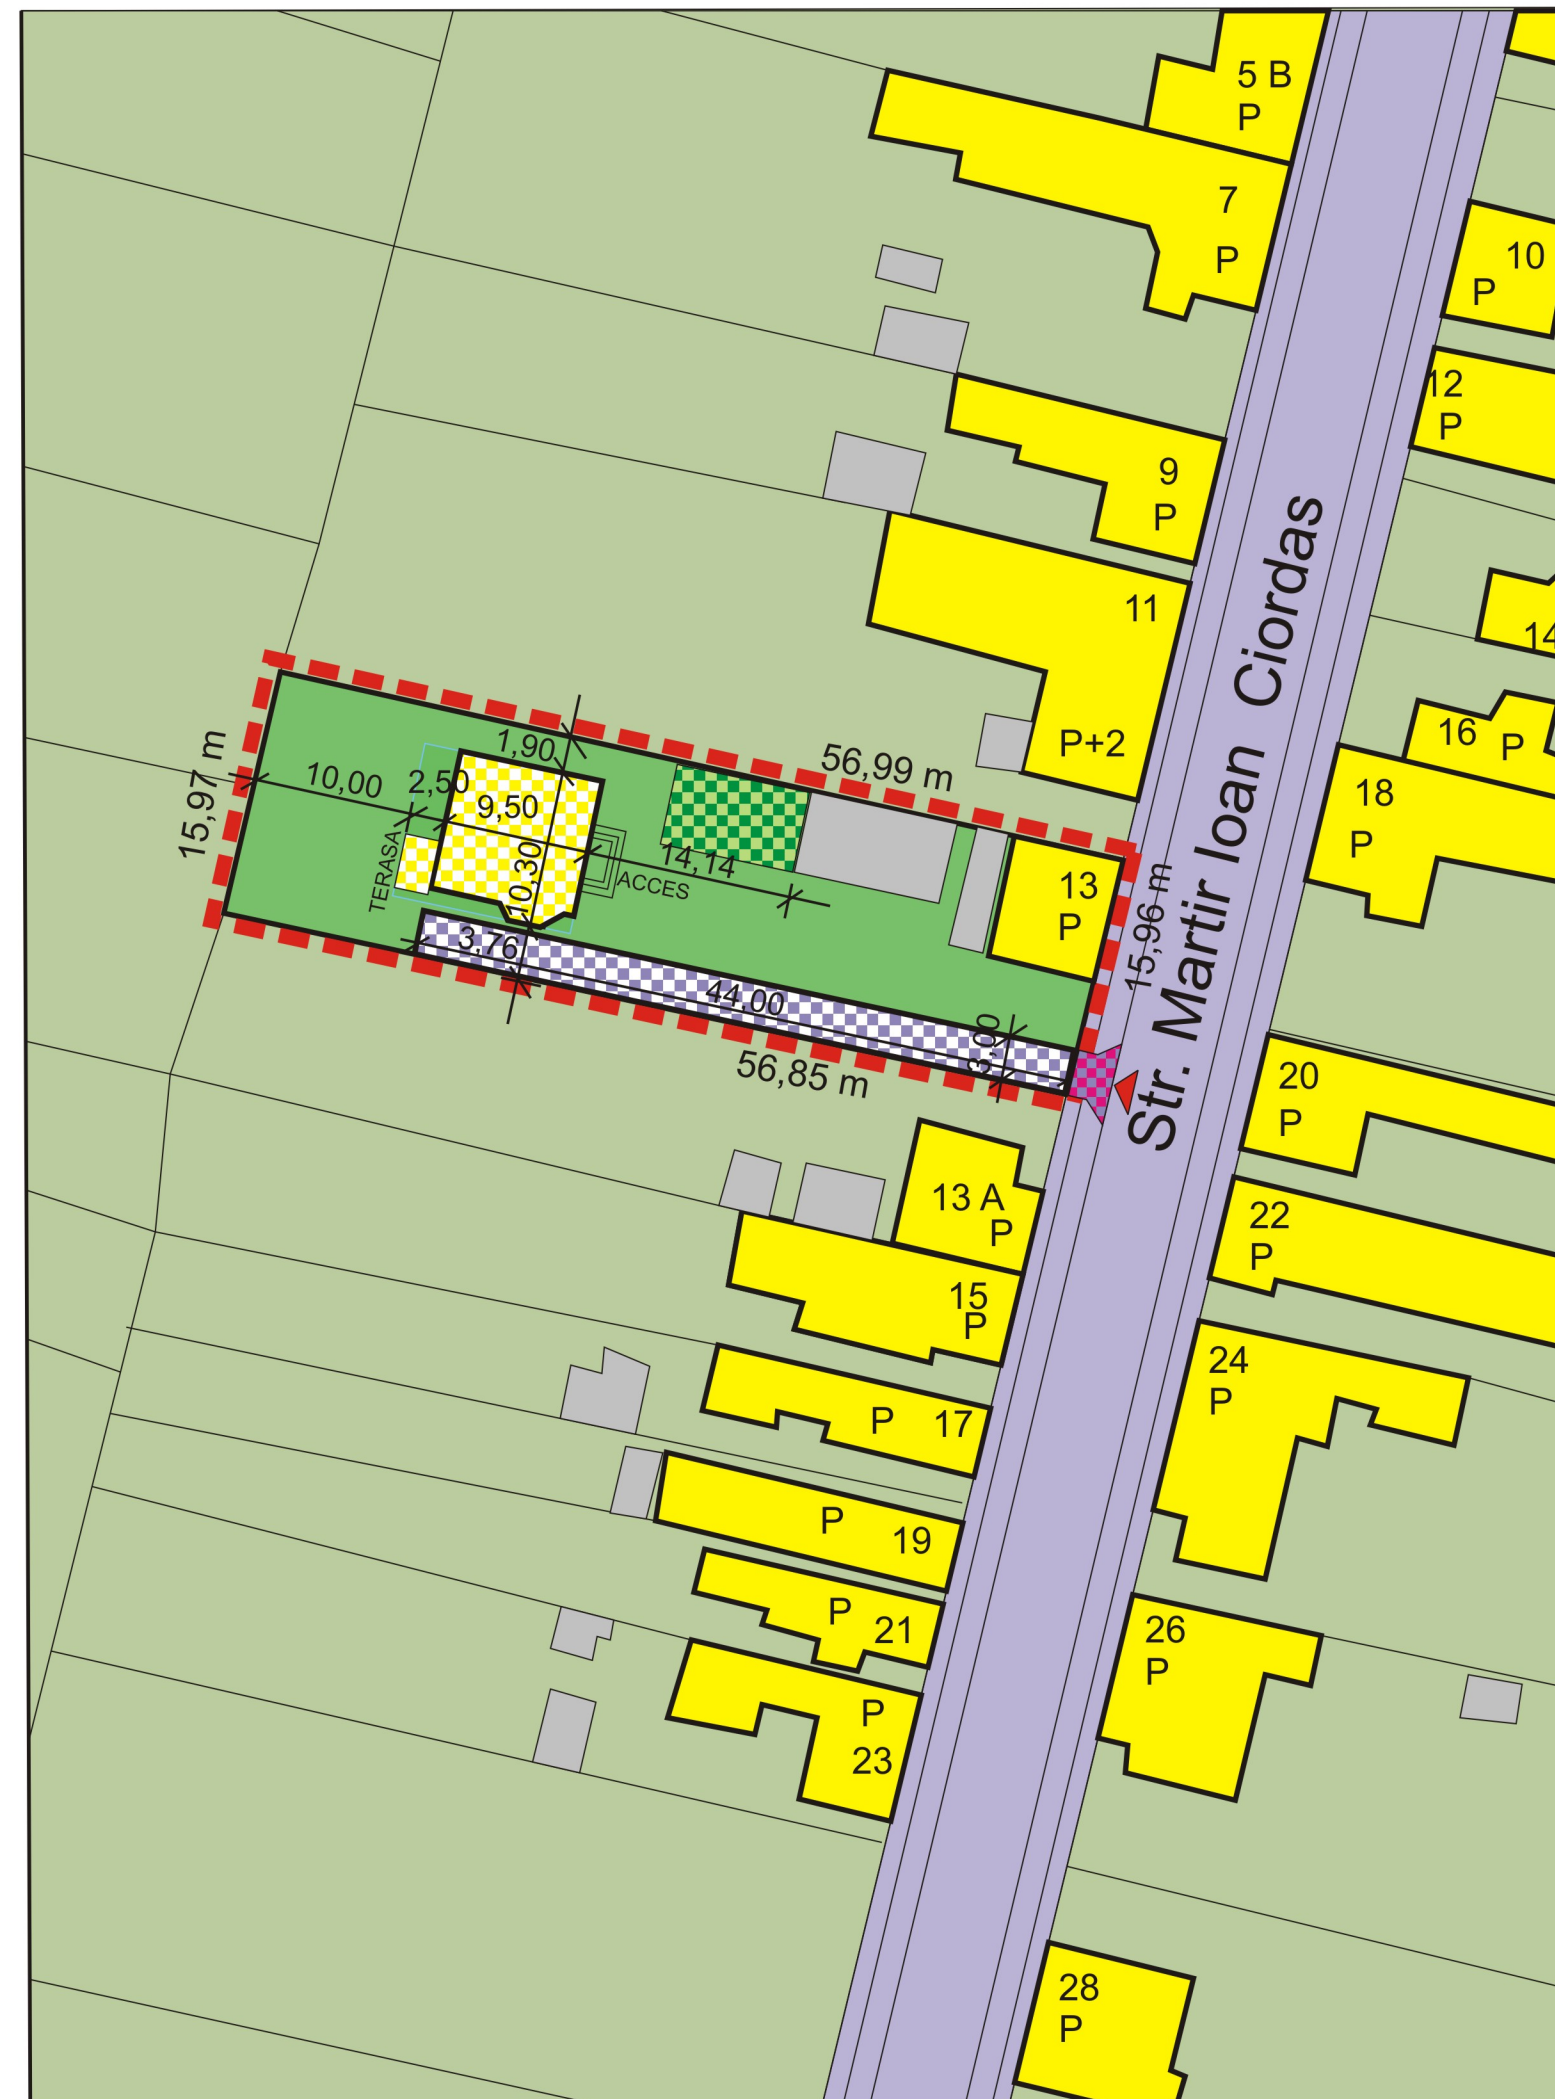 5 B
P
7
P
10
P
12
P
9
P
11
P+2
14
16 P
18
P
Str. Martir Ioan Ciordas
15,97 m
56,99 m
15,96 m
56,85 m
10,00
2,50
1,90
9,50
10,30
14,14
TERASA
ACCES
3,76
44,00
3,00
13
P
20
P
13 A
P
22
P
15
P
24
P
P 17
P 19
P 21
26
P
P
23
28
P